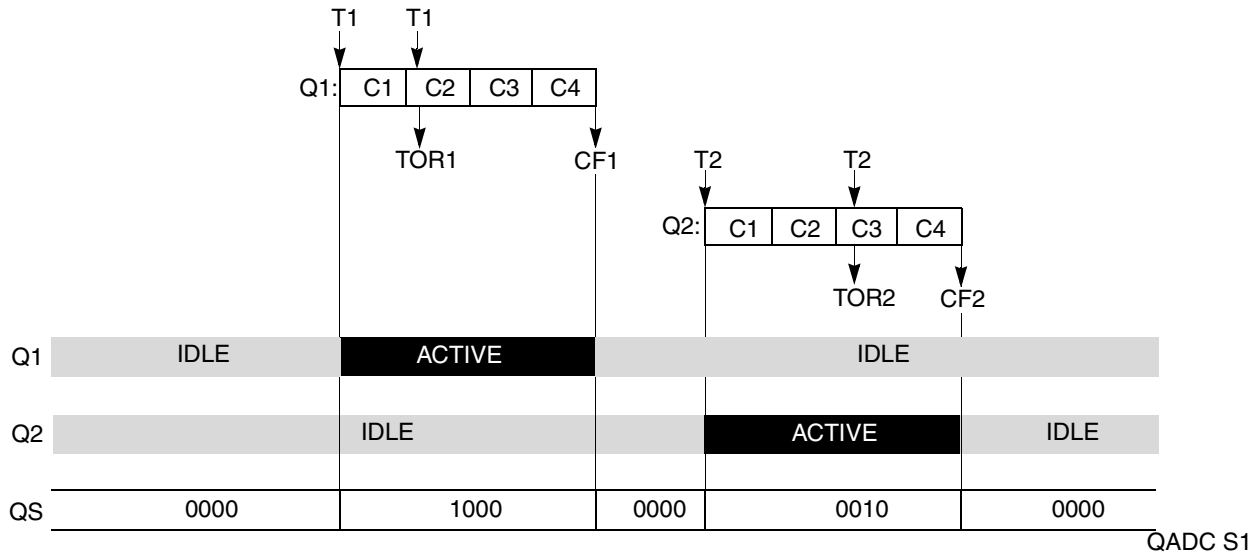 T1 T1
Q1: C1 C2 C3 C4
TOR1 CF1
T2 T2
Q2: C1 C2 C3 C4
TOR2 CF2
Q1 IDLE ACTIVE IDLE
Q2 IDLE ACTIVE IDLE
QS 0000 1000 0000 0010 0000
QADC S1